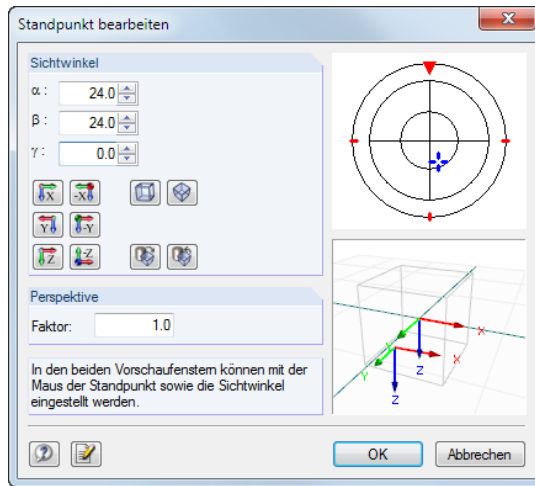 Standpunkt bearbeiten
Sichtwinkel
α : 24.0
β : 24.0
γ : 0.0
X -X
Y -Y
Z -Z
Perspektive
Faktor: 1.0
In den beiden Vorschaufenstern können mit der
Maus der Standpunkt sowie die Sichtwinkel
eingestellt werden.
Y Z X
Y Z X
OK Abbrechen